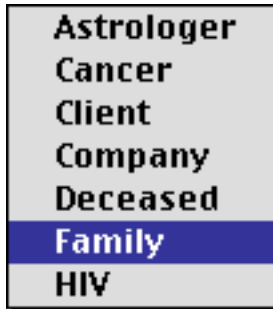 Astrologer
Cancer
Client
Company
Deceased
Family
HIV